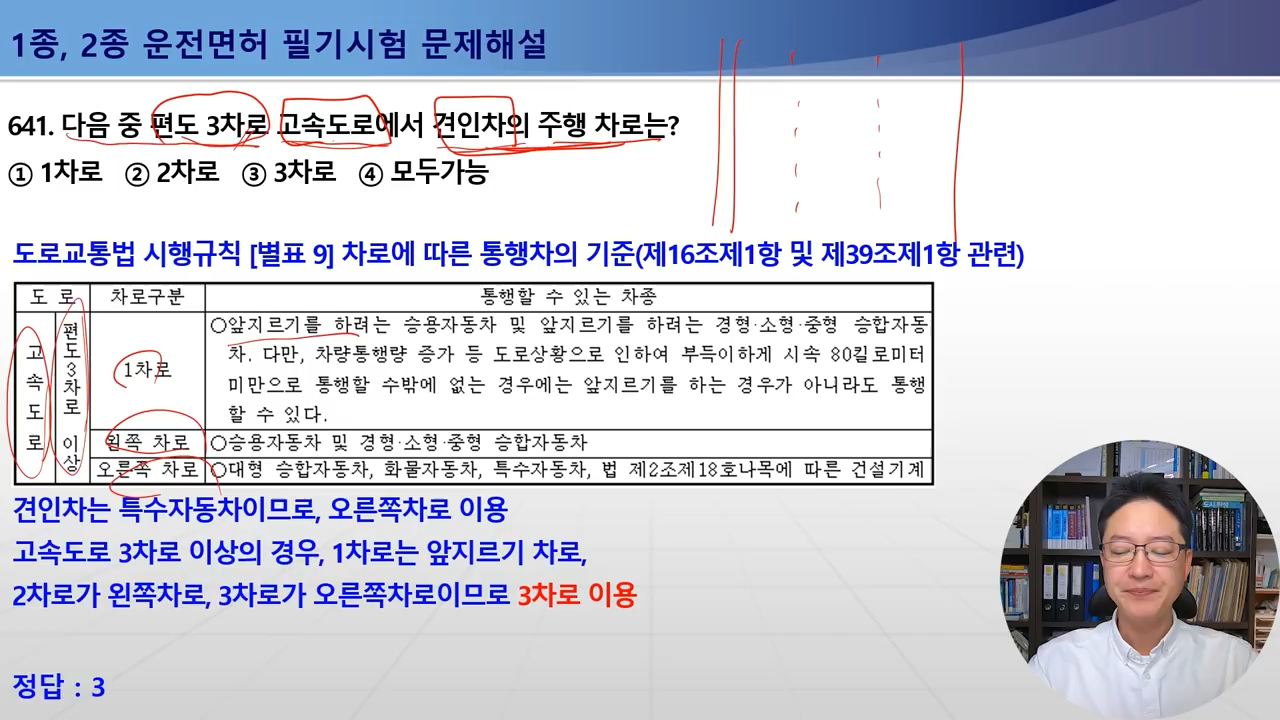 1종, 2종 운전면허 필기시험 문제해설
641. 다음 중 편도 3차로 고속도로에서 견인차의 주행 차로는?
① 1차로 ② 2차로 ③ 3차로 ④ 모두가능
도로교통법 시행규칙 [별표 9] 차로에 따른 통행차의 기준(제16조제1항 및 제39조제1항 관련)
도 로 차로구분 통행할 수 있는 차종
고속도로 편도3차로 이상
1차로
○앞지르기를 하려는 승용자동차 및 앞지르기를 하려는 경형·소형·중형 승합자동
차. 다만, 차량통행량 증가 등 도로상황으로 인하여 부득이하게 시속 80킬로미터
미만으로 통행할 수밖에 없는 경우에는 앞지르기를 하는 경우가 아니라도 통행
할 수 있다.
왼쪽 차로 ○승용자동차 및 경형·소형·중형 승합자동차
오른쪽 차로 ○대형 승합자동차, 화물자동차, 특수자동차, 법 제2조제18호나목에 따른 건설기계
견인차는 특수자동차이므로, 오른쪽차로 이용
고속도로 3차로 이상의 경우, 1차로는 앞지르기 차로,
2차로가 왼쪽차로, 3차로가 오른쪽차로이므로 3차로 이용
정답 : 3